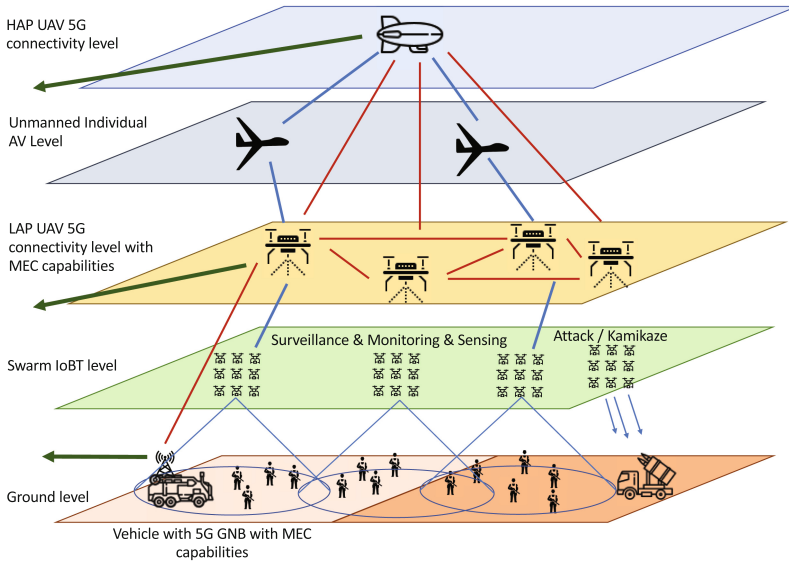 HAP UAV 5G
connectivity level
Unmanned Individual
AV Level
LAP UAV 5G
connectivity level with
MEC capabilities
Surveillance & Monitoring & Sensing
Attack / Kamikaze
Swarm IoBT level
Ground level
Vehicle with 5G GNB with MEC
capabilities